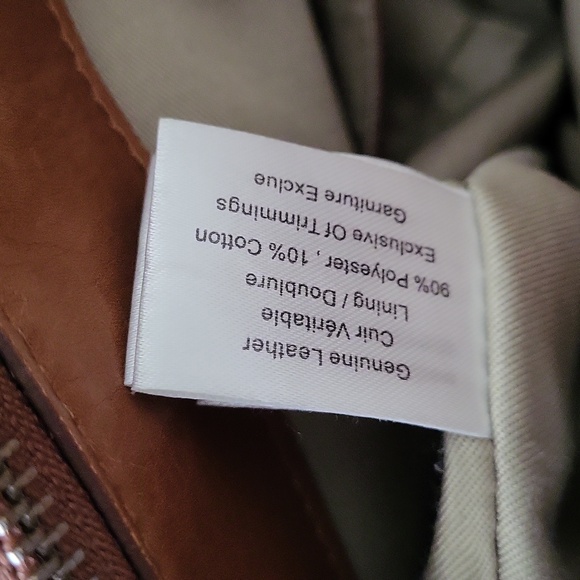 Genuine Leather
Cuir Véritable
Lining / Doublure
90% Polyester , 10% Cotton
Exclusive Of Trimmings
Garniture Exclue